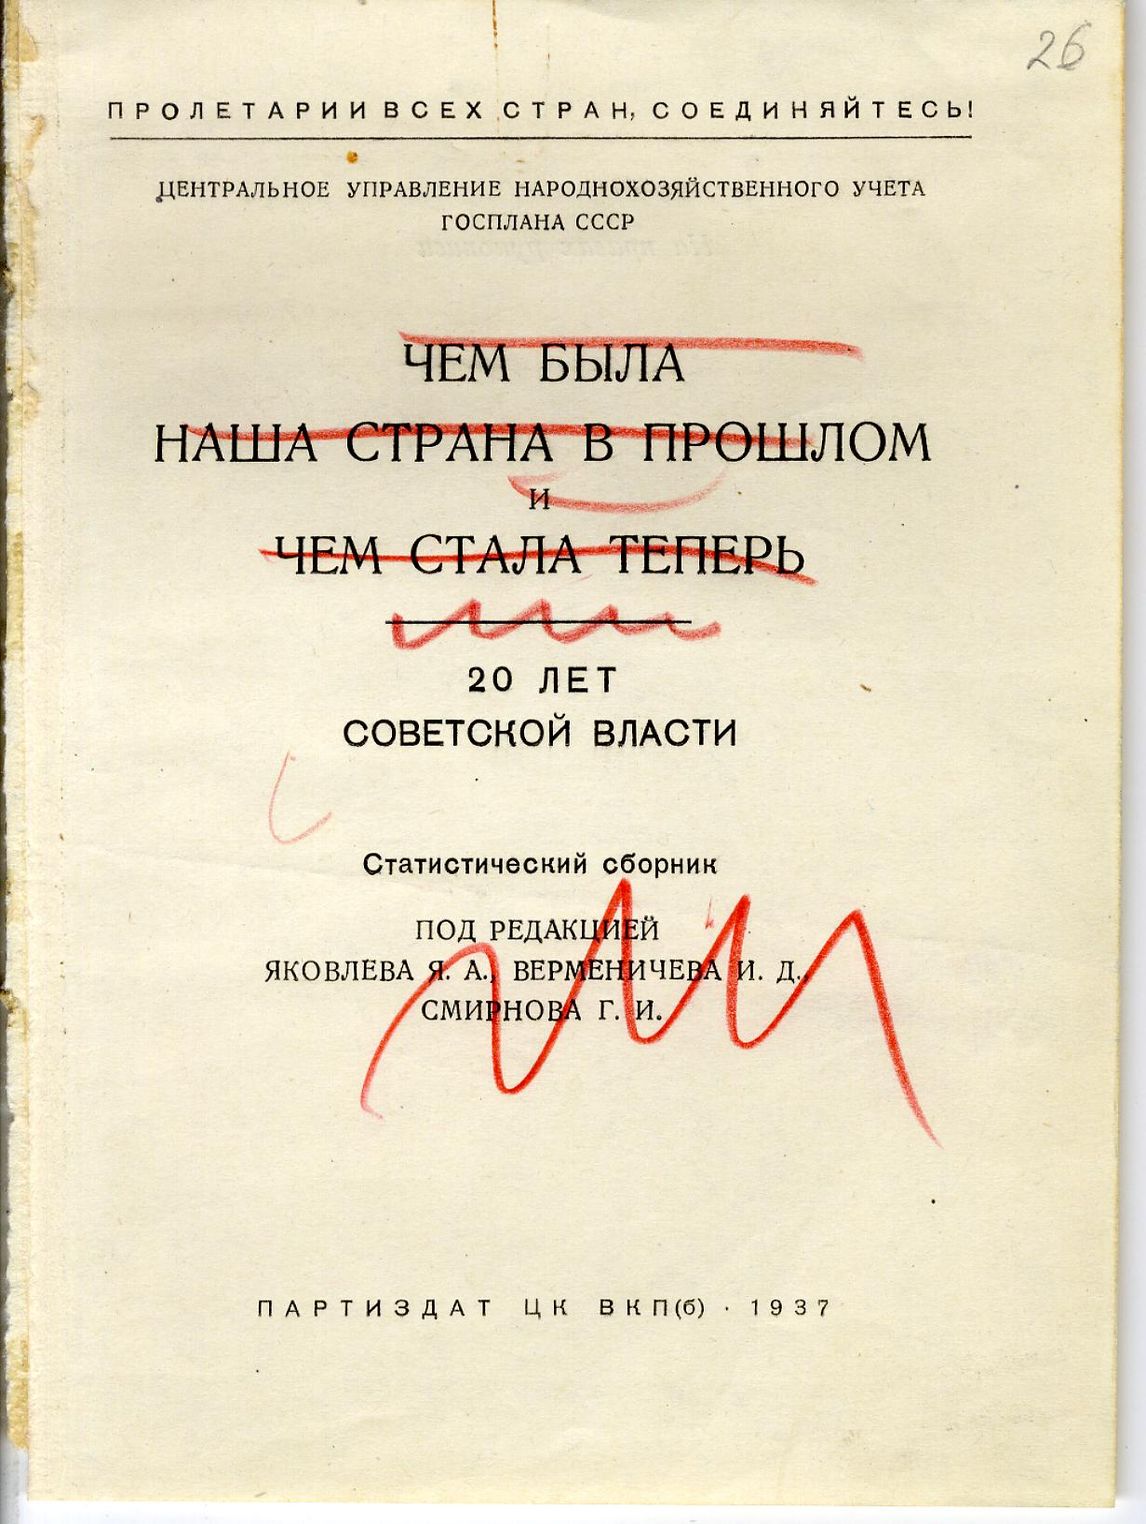 26
ПРОЛЕТАРИИ ВСЕХ СТРАН, СОЕДИНЯЙТЕСЬ!
ЦЕНТРАЛЬНОЕ УПРАВЛЕНИЕ НАРОДНОХОЗЯЙСТВЕННОГО УЧЕТА
ГОСПЛАНА СССР
ЧЕМ БЫЛА
НАША СТРАНА В ПРОШЛОМ
И
ЧЕМ СТАЛА ТЕПЕРЬ
20 ЛЕТ
СОВЕТСКОЙ ВЛАСТИ
Статистический сборник
ПОД РЕДАКЦИЕЙ
ЯКОВЛЕВА Я. А., ВЕРМЕНИЧЕВА И. Д.,
СМИРНОВА Г. И.
ПАРТИЗДАТ ЦК ВКП(б) · 1937